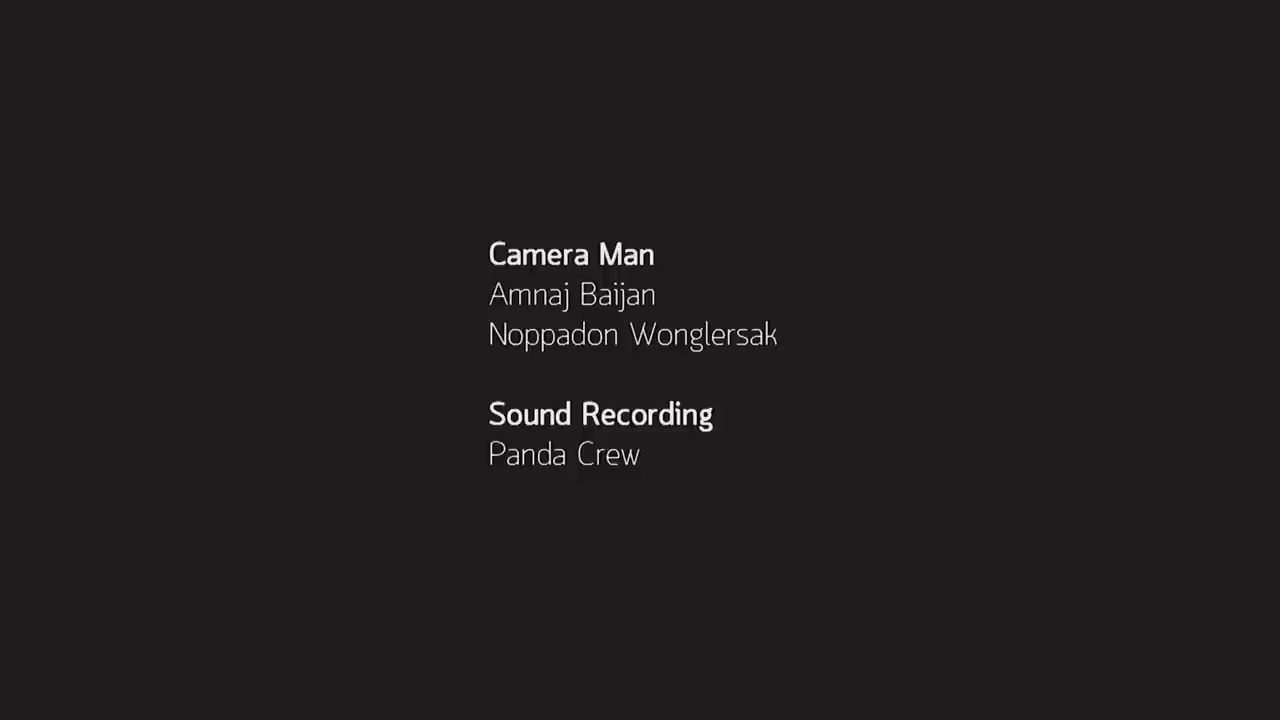 Camera Man
Amnaj Baijan
Noppadon Wonglersak
Sound Recording
Panda Crew